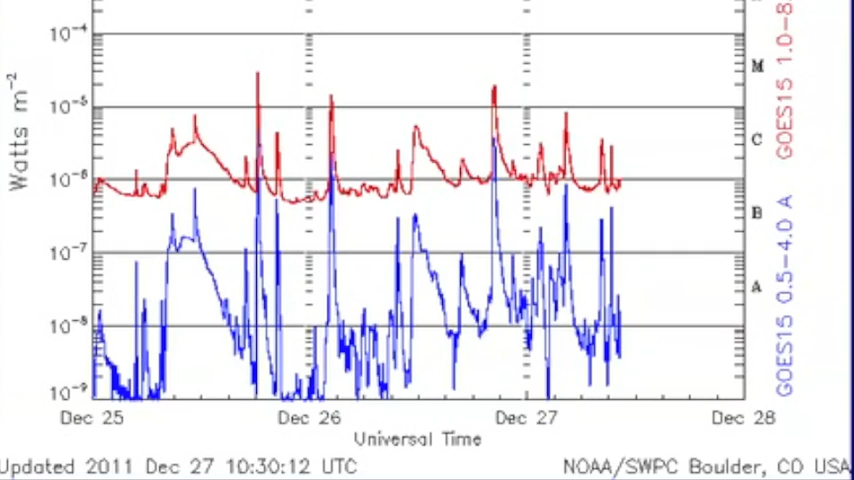 10⁻⁴
10⁻⁵
10⁻⁶
10⁻⁷
10⁻⁸
10⁻⁹
Watts m⁻²
M
C
B
A
GOES15 1.0-8
GOES15 0.5-4.0 A
Dec 25
Dec 26
Dec 27
Dec 28
Universal Time
Updated 2011 Dec 27 10:30:12 UTC
NOAA/SWPC Boulder, CO USA